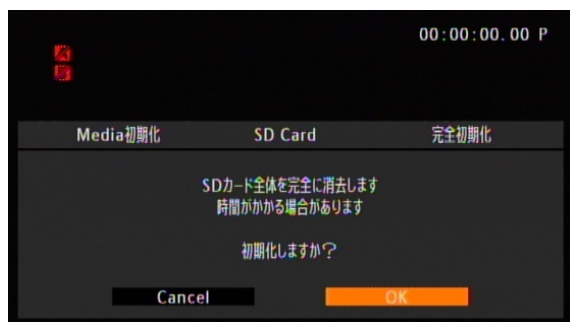 00:00:00.00 P
A
B
Media初期化 SD Card 完全初期化
SDカード全体を完全に消去します
時間がかかる場合があります
初期化しますか?
Cancel OK